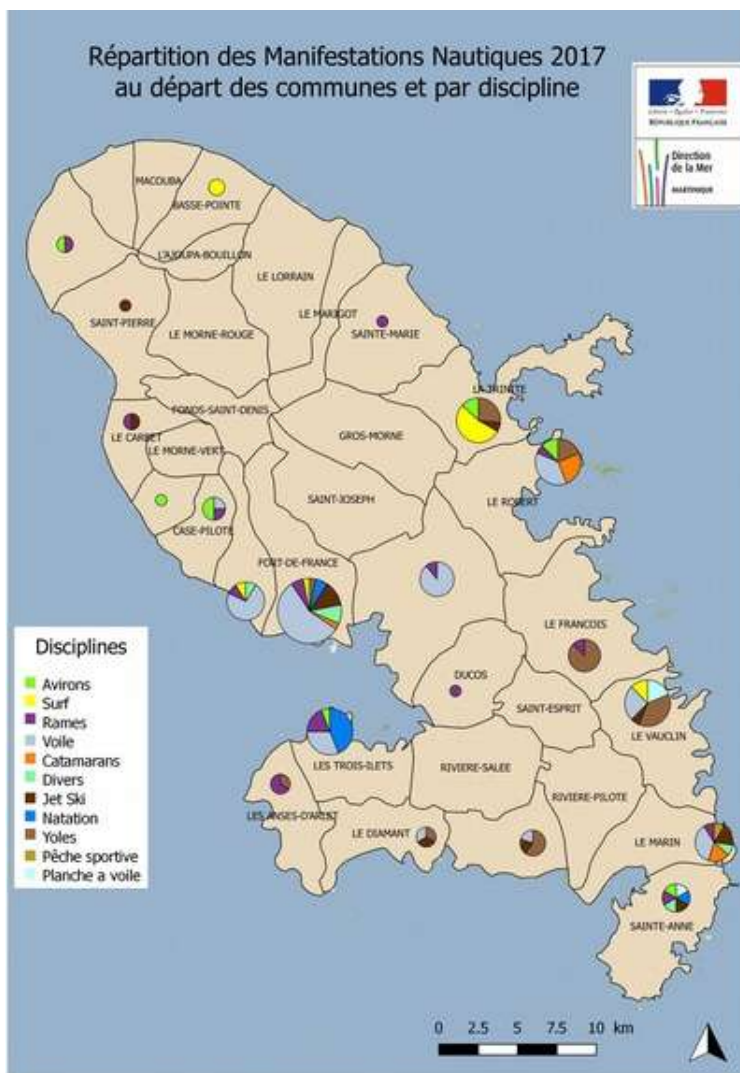 Répartition des Manifestations Nautiques 2017
au départ des communes et par discipline
RÉPUBLIQUE FRANÇAISE
Direction
de la Mer
MARTINIQUE
MACOUBA
BASSE-POINTE
L'AJOUPA-BOUILLON
LE LORRAIN
LE MARIGOT
SAINTE-MARIE
SAINT-PIERRE
LE MORNE-ROUGE
LA TRINITE
FONDS-SAINT-DENIS
LE CARBET
LE MORNE-VERT
GROS-MORNE
SAINT-JOSEPH
LE ROBERT
CASE-PILOTE
FORT-DE-FRANCE
LE FRANCOIS
DUCOS
SAINT-ESPRIT
LE VAUCLIN
LES TROIS-ILETS
RIVIERE-SALEE
RIVIERE-PILOTE
LES ANSES-D'ARLET
LE DIAMANT
LE MARIN
SAINTE-ANNE
Disciplines
Avirons
Surf
Rames
Voile
Catamarans
Divers
Jet Ski
Natation
Yoles
Pêche sportive
Planche a voile
0 2.5 5 7.5 10 km